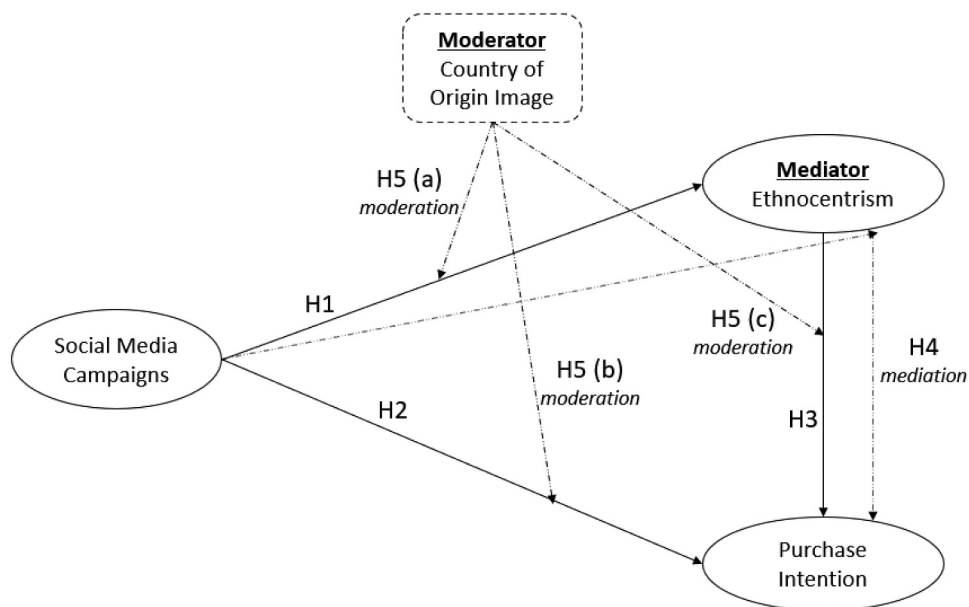 Moderator
Country of
Origin Image
H5 (a)
moderation
Mediator
Ethnocentrism
H1
Social Media
Campaigns
H5 (c)
moderation
H4
mediation
H5 (b)
moderation
H2
H3
Purchase
Intention